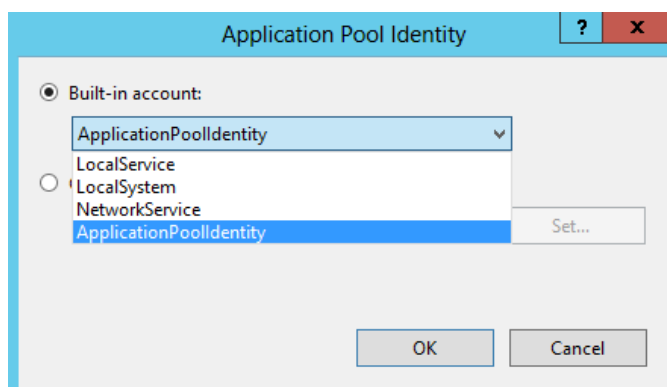 Application Pool Identity
?
x
Built-in account:
ApplicationPoolIdentity
LocalService
LocalSystem
NetworkService
ApplicationPoolIdentity
Set...
OK
Cancel